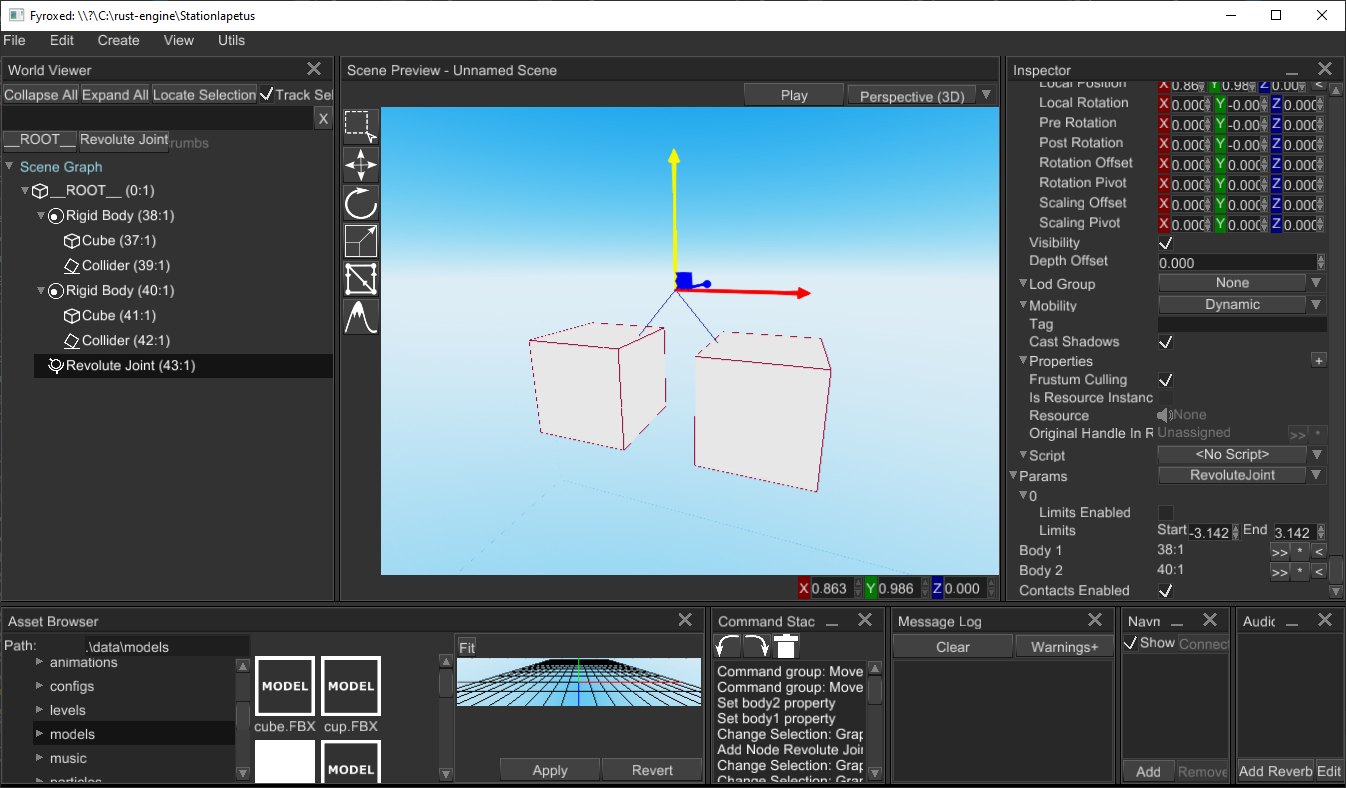 Fyroxed: \\?\C:\rust-engine\StationIapetus
File Edit Create View Utils
World Viewer
Collapse All Expand All Locate Selection Track Sel
X
__ROOT__ Revolute Joint rumbs
Scene Graph
__ROOT__ (0:1)
Rigid Body (38:1)
Cube (37:1)
Collider (39:1)
Rigid Body (40:1)
Cube (41:1)
Collider (42:1)
Revolute Joint (43:1)
Scene Preview - Unnamed Scene
Play Perspective (3D)
X 0.863 Y 0.986 Z 0.000
Inspector
Local Position X 0.86 Y 0.98 Z 0.00 <
Local Rotation X 0.000 Y -0.00 Z 0.000
Pre Rotation X 0.000 Y -0.00 Z 0.000
Post Rotation X 0.000 Y -0.00 Z 0.000
Rotation Offset X 0.000 Y 0.000 Z 0.000
Rotation Pivot X 0.000 Y 0.000 Z 0.000
Scaling Offset X 0.000 Y 0.000 Z 0.000
Scaling Pivot X 0.000 Y 0.000 Z 0.000
Visibility
Depth Offset 0.000
Lod Group None
Mobility Dynamic
Tag
Cast Shadows
Properties +
Frustum Culling
Is Resource Instanc
Resource None
Original Handle In R Unassigned >> *
Script <No Script>
Params RevoluteJoint
0
Limits Enabled
Limits Start -3.142 End 3.142
Body 1 38:1 >> * <
Body 2 40:1 >> * <
Contacts Enabled
Asset Browser
Path: .\data\models
animations
configs
levels
models
music
particles
MODEL MODEL
cube.FBX cup.FBX
MODEL
Fit
Apply Revert
Command Stac
Command group: Move
Command group: Move
Set body2 property
Set body1 property
Change Selection: Grap
Add Node Revolute Join
Change Selection: Grap
Change Selection: Grap
Message Log
Clear Warnings+
Navn
Show Connect
Add Remove
Audic
Add Reverb Edit